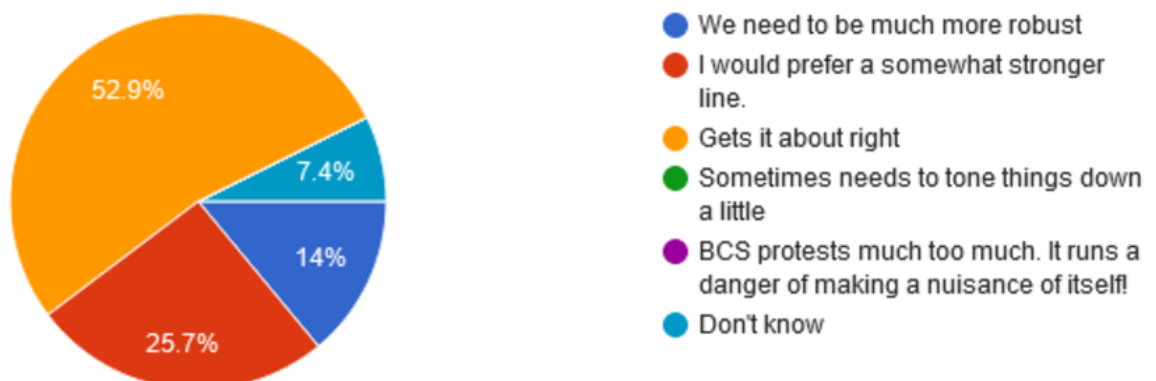 52.9%
7.4%
14%
25.7%
We need to be much more robust
I would prefer a somewhat stronger
line.
Gets it about right
Sometimes needs to tone things down
a little
BCS protests much too much. It runs a
danger of making a nuisance of itself!
Don't know